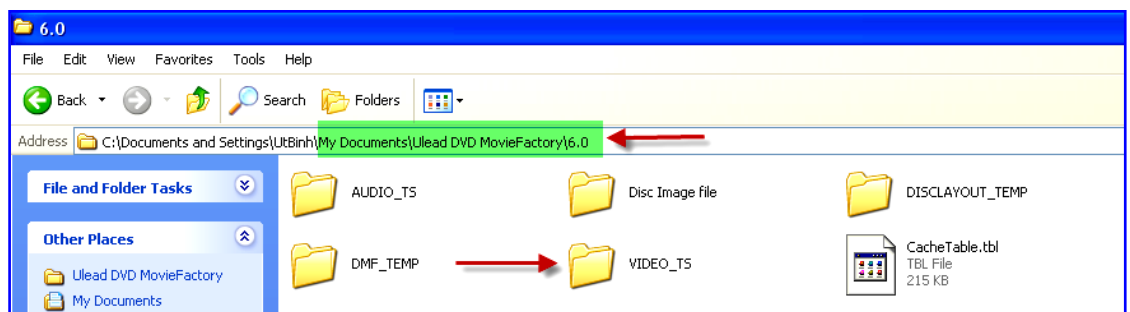 6.0
File Edit View Favorites Tools Help
Back Search Folders
Address C:\Documents and Settings\UtBinh\My Documents\Ulead DVD MovieFactory\6.0
File and Folder Tasks
Other Places
Ulead DVD MovieFactory
My Documents
AUDIO_TS Disc Image file DISCLAYOUT_TEMP
DMF_TEMP VIDEO_TS CacheTable.tbl
TBL File
215 KB